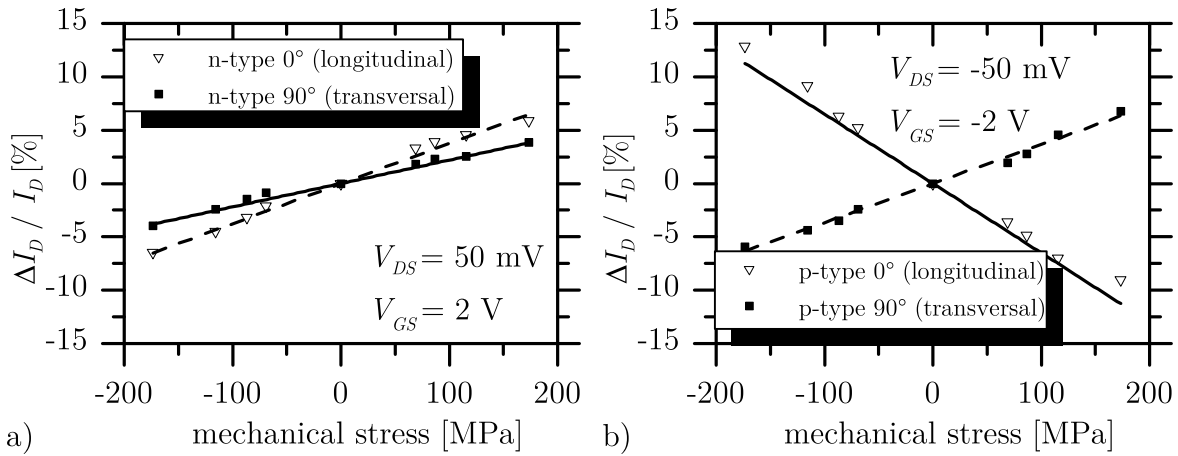 15
10
5
0
-5
-10
-15
ΔI_D / I_D [%]
n-type 0° (longitudinal)
n-type 90° (transversal)
V_DS = 50 mV
V_GS = 2 V
-200 -100 0 100 200
mechanical stress [MPa]
a)
15
10
5
0
-5
-10
-15
ΔI_D / I_D [%]
V_DS = -50 mV
V_GS = -2 V
p-type 0° (longitudinal)
p-type 90° (transversal)
-200 -100 0 100 200
mechanical stress [MPa]
b)